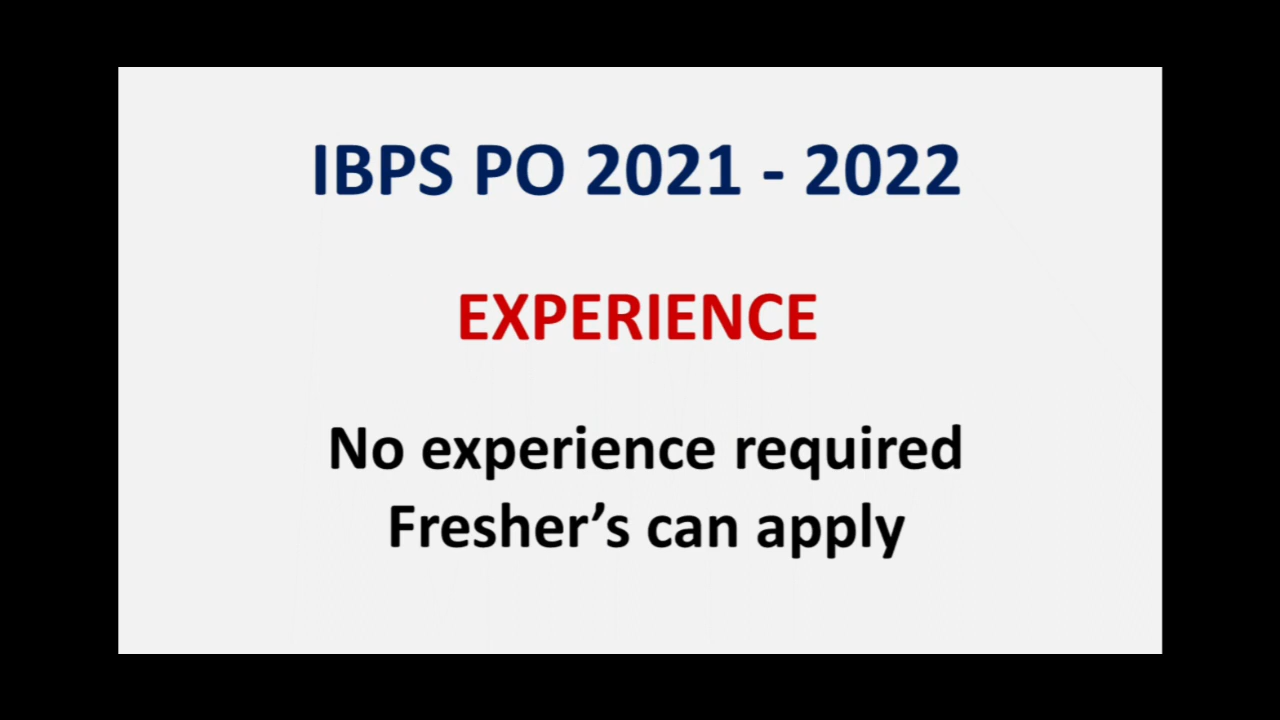 IBPS PO 2021 - 2022
EXPERIENCE
No experience required
Fresher’s can apply